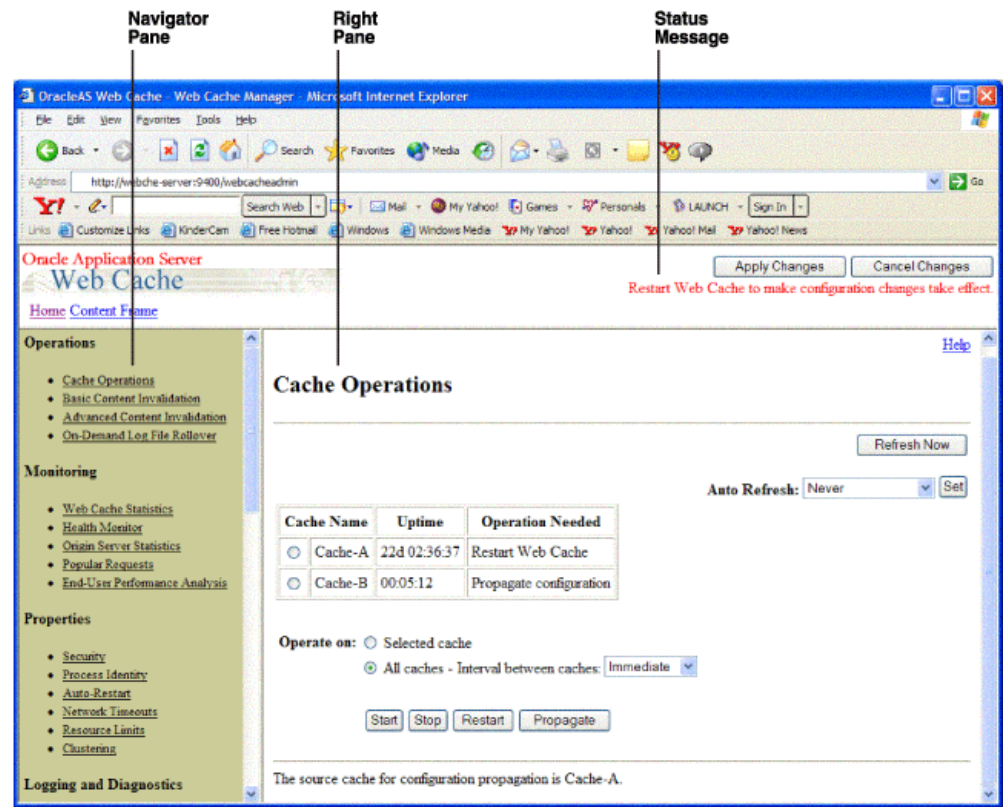 Navigator Pane
Right Pane
Status Message
OracleAS Web Cache - Web Cache Manager - Microsoft Internet Explorer
File Edit View Favorites Tools Help
Back Search Favorites Media
Address http://webche-server:9400/webcacheadmin Go
Y! Search Web Mail My Yahoo! Games Personals LAUNCH Sign In
Links Customize Links KinderCam Free Hotmail Windows Windows Media My Yahoo! Yahoo! Yahoo! Mail Yahoo! News
Oracle Application Server
Web Cache
Apply Changes Cancel Changes
Restart Web Cache to make configuration changes take effect.
Home Content Frame
Operations
Cache Operations
Basic Content Invalidation
Advanced Content Invalidation
On-Demand Log File Rollover
Monitoring
Web Cache Statistics
Health Monitor
Origin Server Statistics
Popular Requests
End-User Performance Analysis
Properties
Security
Process Identity
Auto-Restart
Network Timeouts
Resource Limits
Clustering
Logging and Diagnostics
Help
Cache Operations
Refresh Now
Auto Refresh: Never Set
Cache Name Uptime Operation Needed
Cache-A 22d 02:36:37 Restart Web Cache
Cache-B 00:05:12 Propagate configuration
Operate on: Selected cache
All caches - Interval between caches: Immediate
Start Stop Restart Propagate
The source cache for configuration propagation is Cache-A.